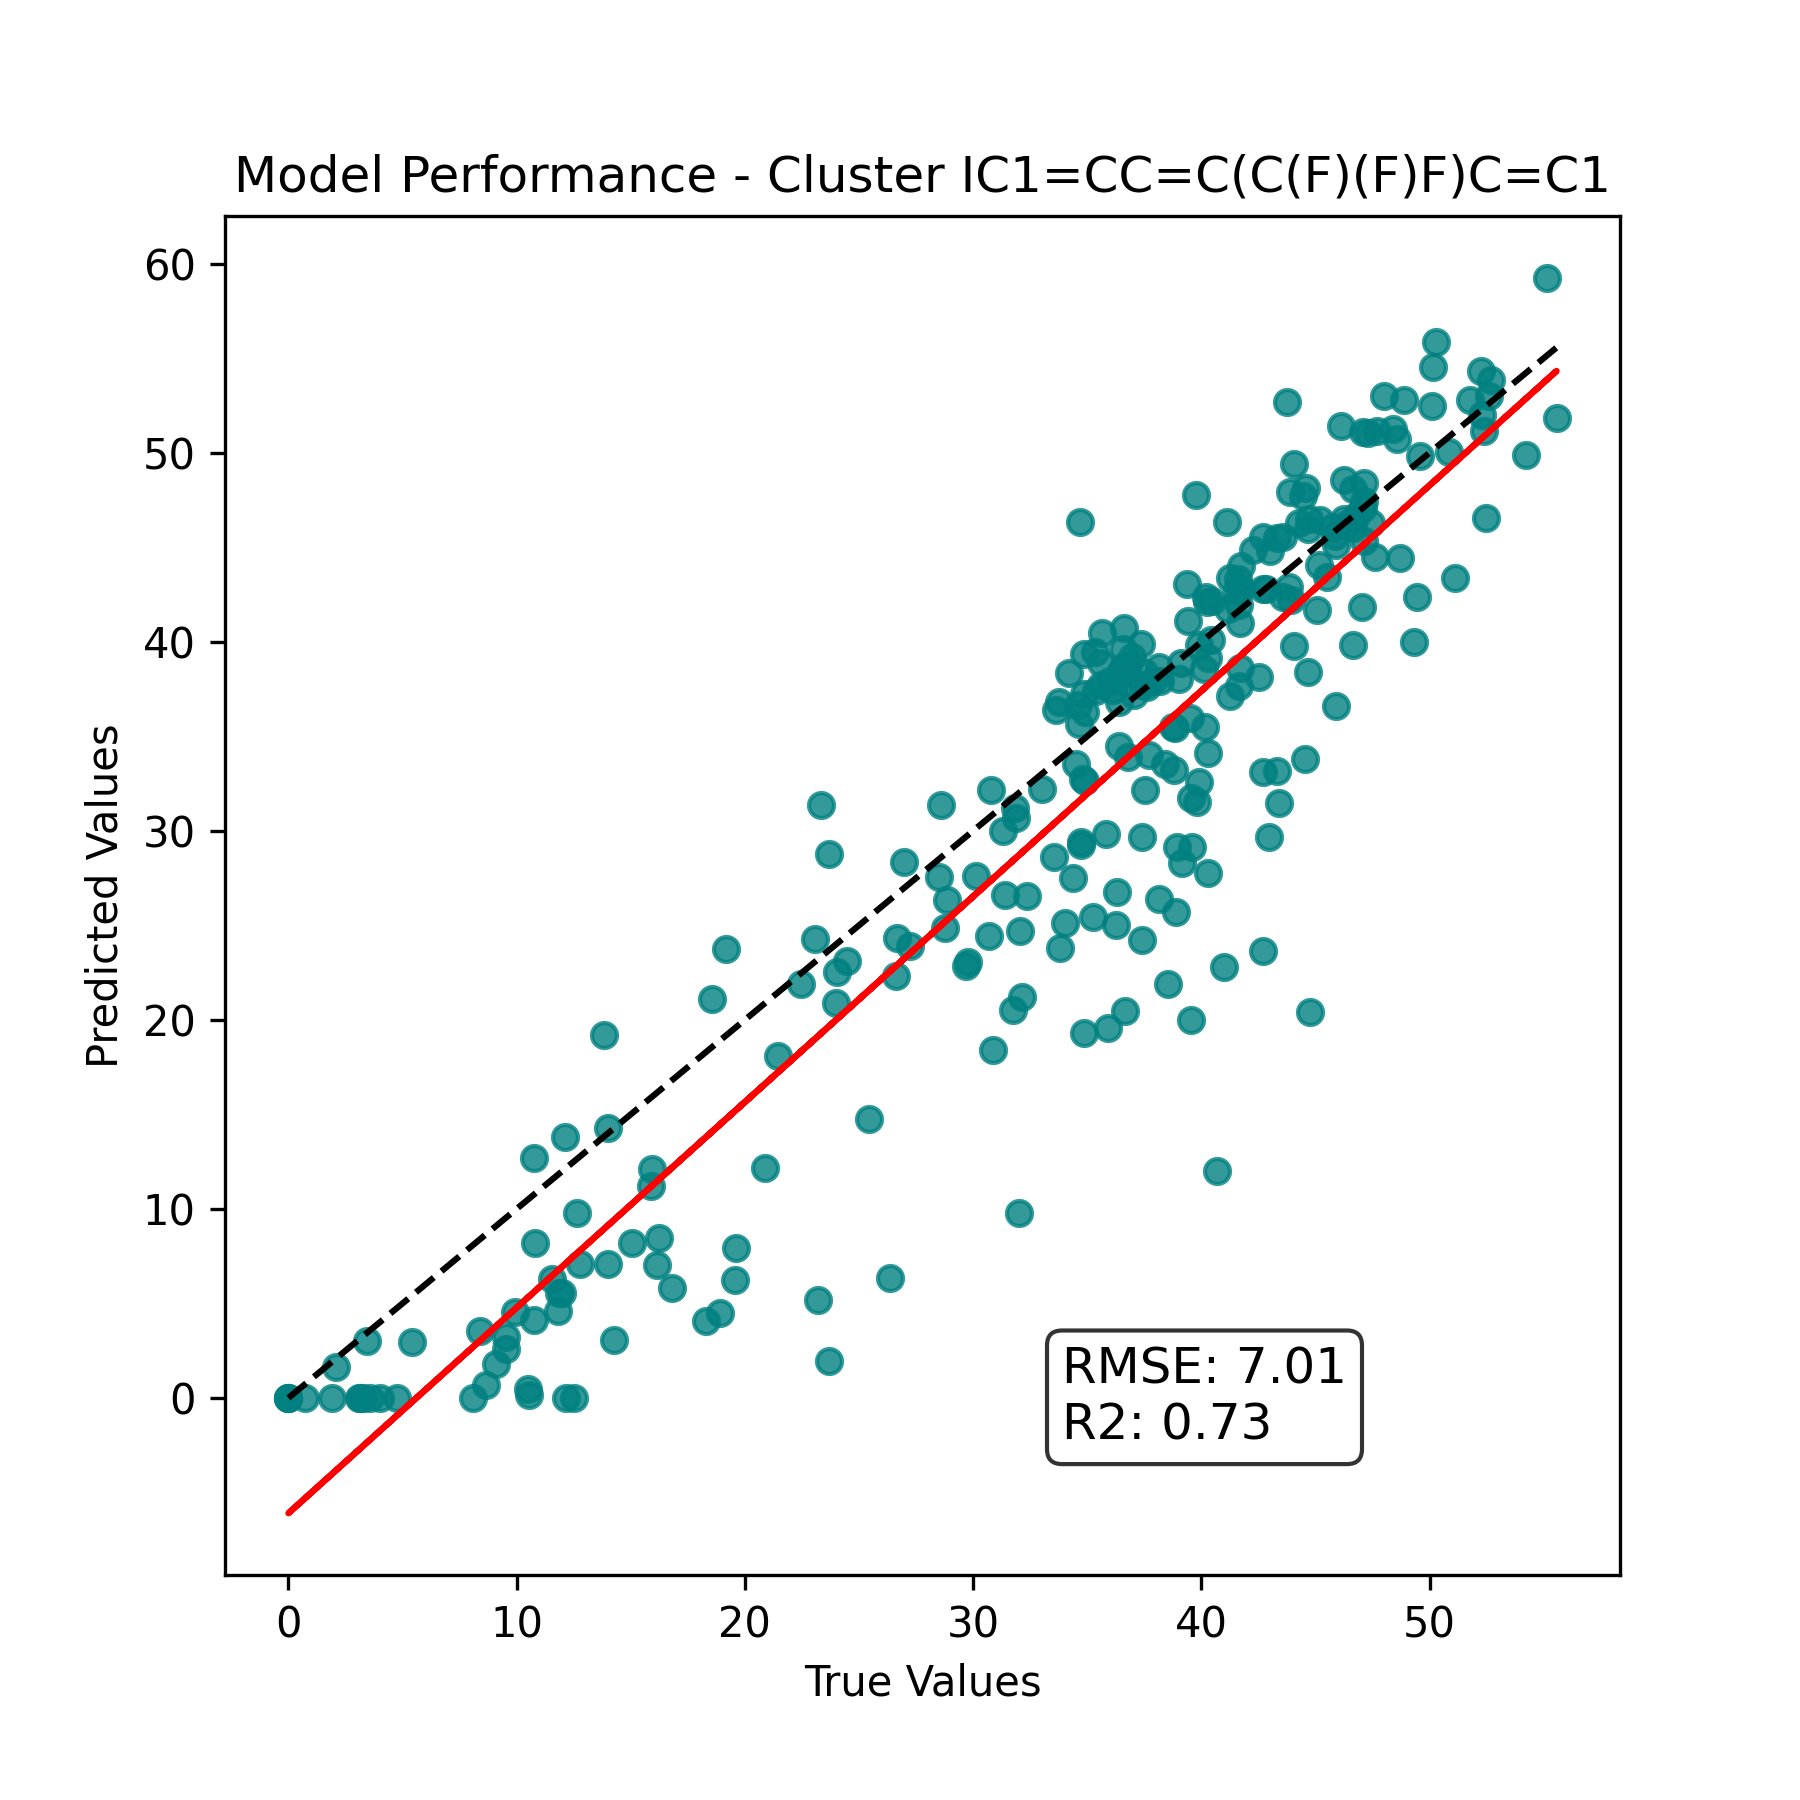 Model Performance - Cluster IC1=CC=C(C(F)(F)F)C=C1
60
50
40
30
20
10
0
Predicted Values
RMSE: 7.01
R2: 0.73
0 10 20 30 40 50
True Values